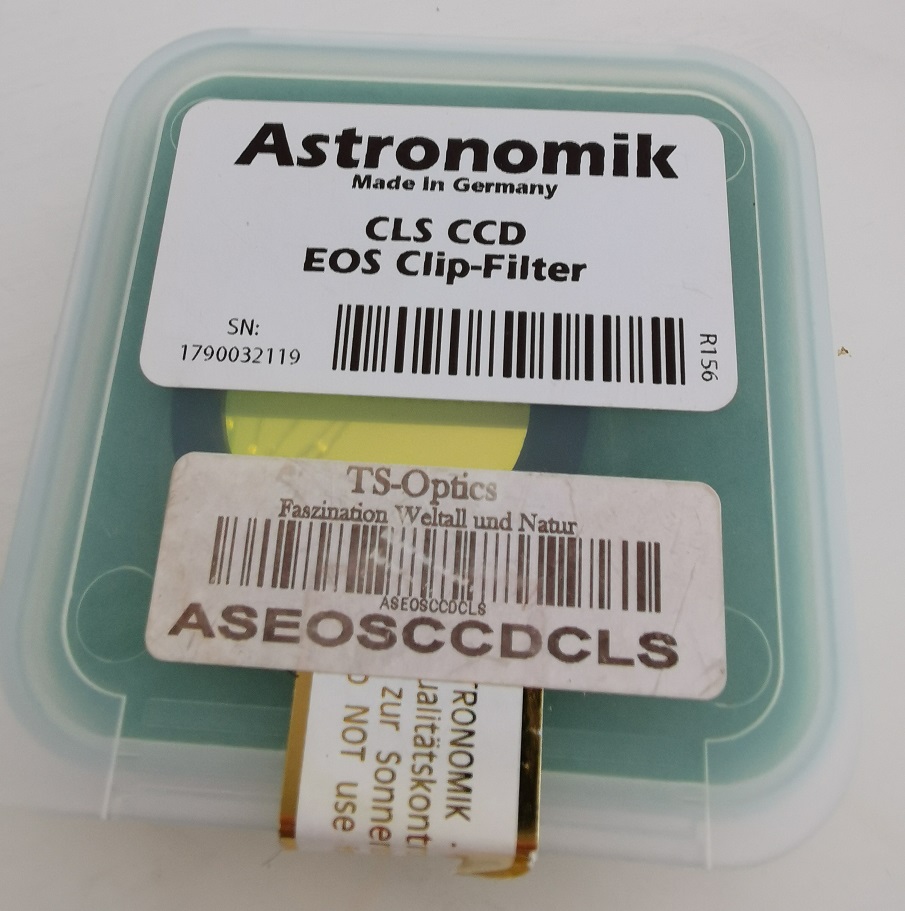 Astronomik
Made in Germany
CLS CCD
EOS Clip-Filter
SN:
1790032119
R156
TS-Optics
Faszination Weltall und Natur
ASEOSCCDCLS
ASEOSCCDCLS
TRONOMIK
ualitätskontr
zur Sonnen
NOT use